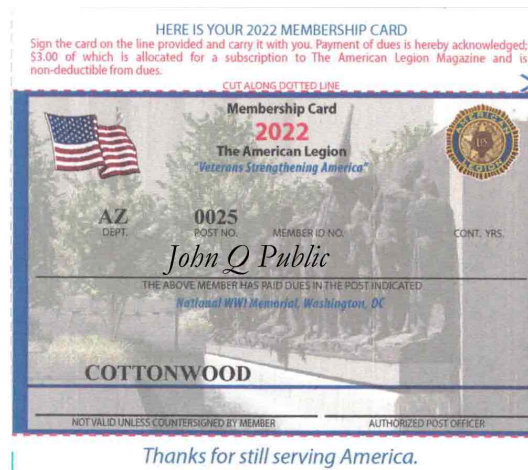 HERE IS YOUR 2022 MEMBERSHIP CARD
Sign the card on the line provided and carry it with you. Payment of dues is hereby acknowledged;
$3.00 of which is allocated for a subscription to The American Legion Magazine and is
non-deductible from dues.
CUT ALONG DOTTED LINE
Membership Card
2022
The American Legion
"Veterans Strengthening America"
AMERICAN
US
LEGION
AZ 0025
DEPT. POST NO. MEMBER ID NO. CONT. YRS.
John Q Public
THE ABOVE MEMBER HAS PAID DUES IN THE POST INDICATED
National WWI Memorial, Washington, DC
COTTONWOOD
NOT VALID UNLESS COUNTERSIGNED BY MEMBER AUTHORIZED POST OFFICER
Thanks for still serving America.